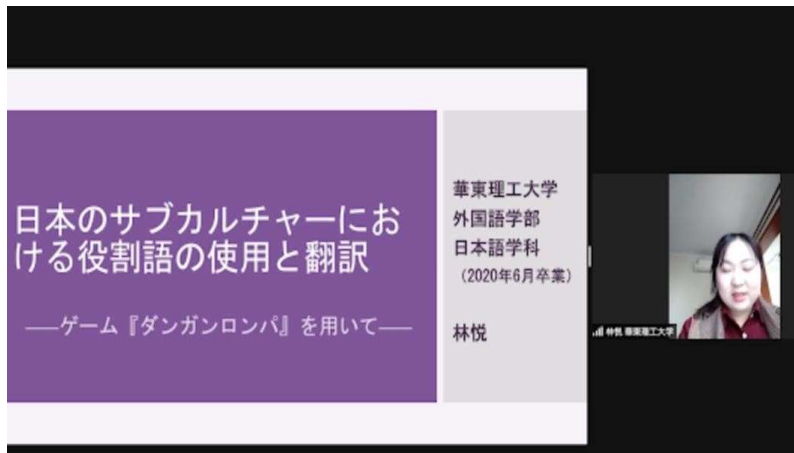 日本のサブカルチャーにお
ける役割語の使用と翻訳
――ゲーム『ダンガンロンパ』を用いて――
華東理工大学
外国語学部
日本語学科
（2020年6月卒業）
林悦
林悦 華東理工大学